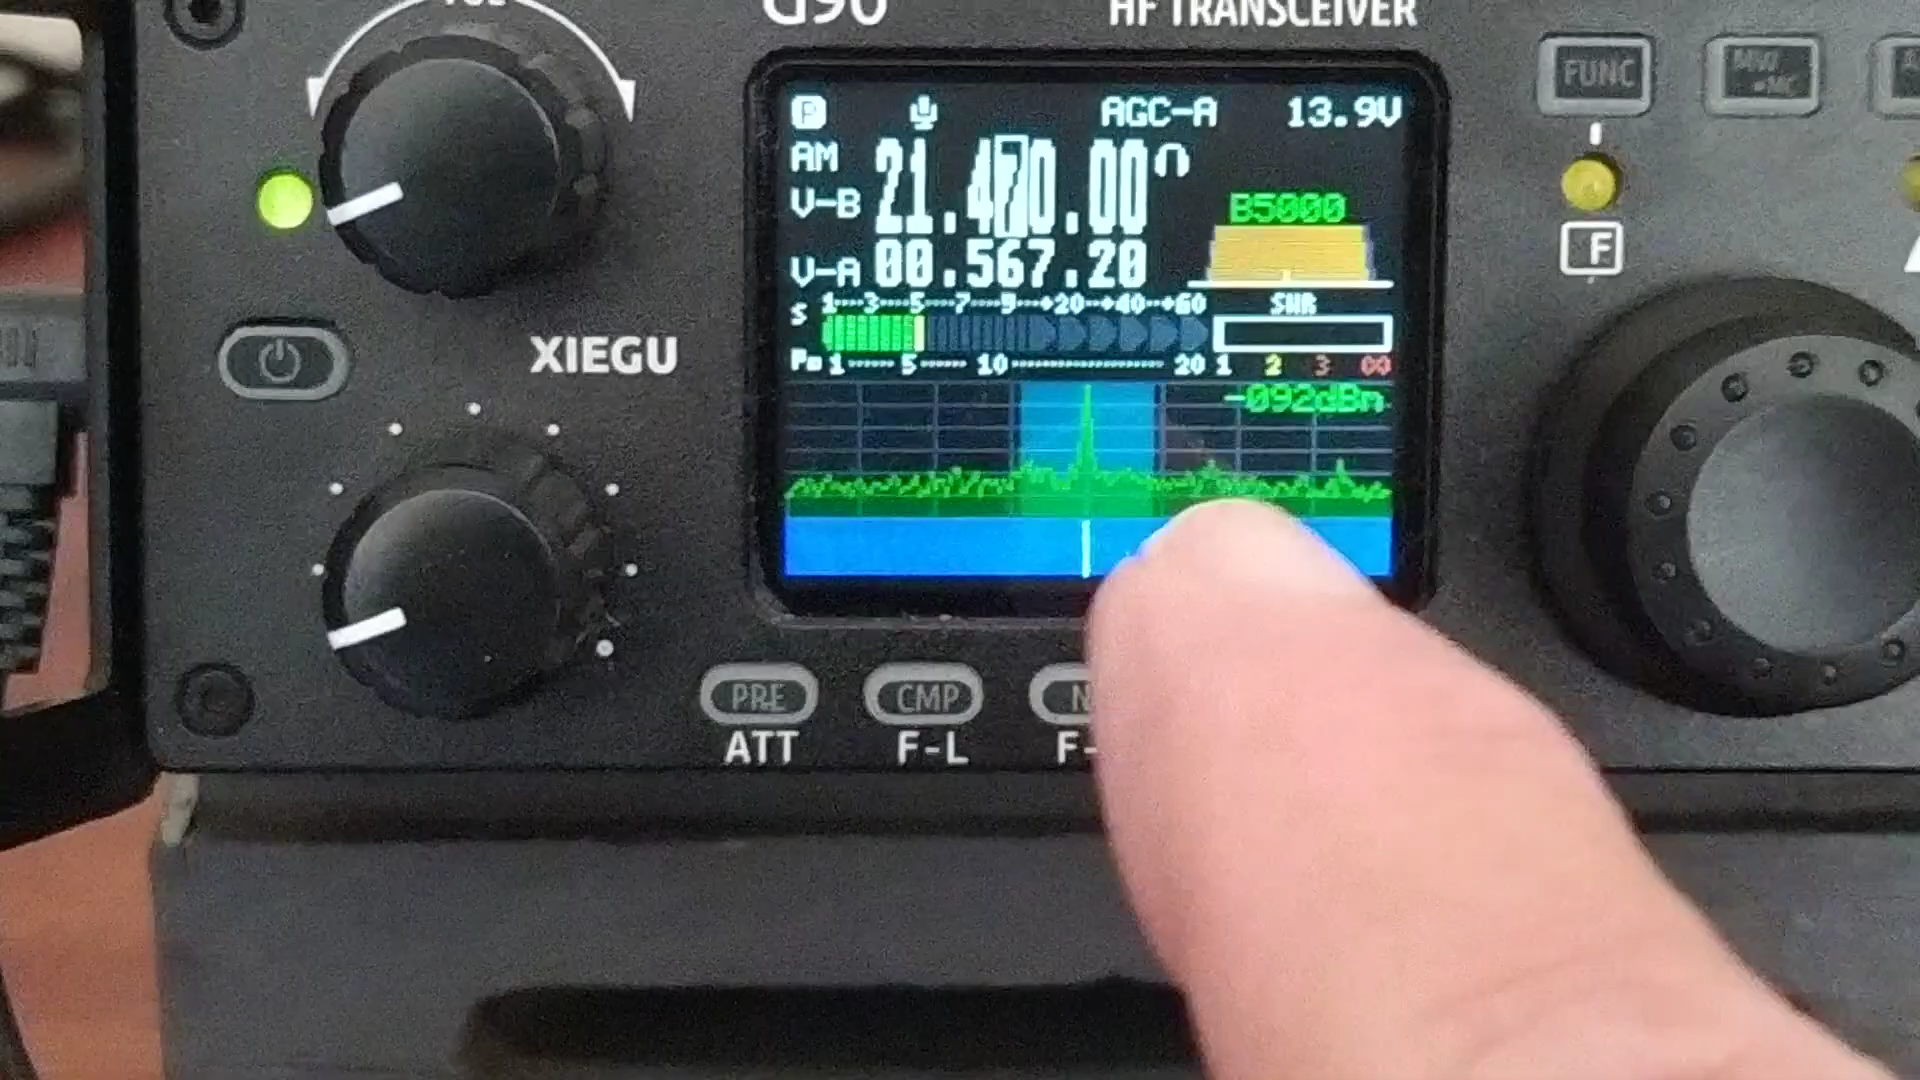 G90 HF TRANSCEIVER
FUNC
P AGC-A 13.9V
AM 21.470.00
V-B
B5000
V-A 00.567.20
S 1 3 5 7 9 +20 +40 +60 SWR
Po 1 5 10 20 1 2 3 ∞
-092dBm
F
XIEGU
PRE CMP N
ATT F-L F-